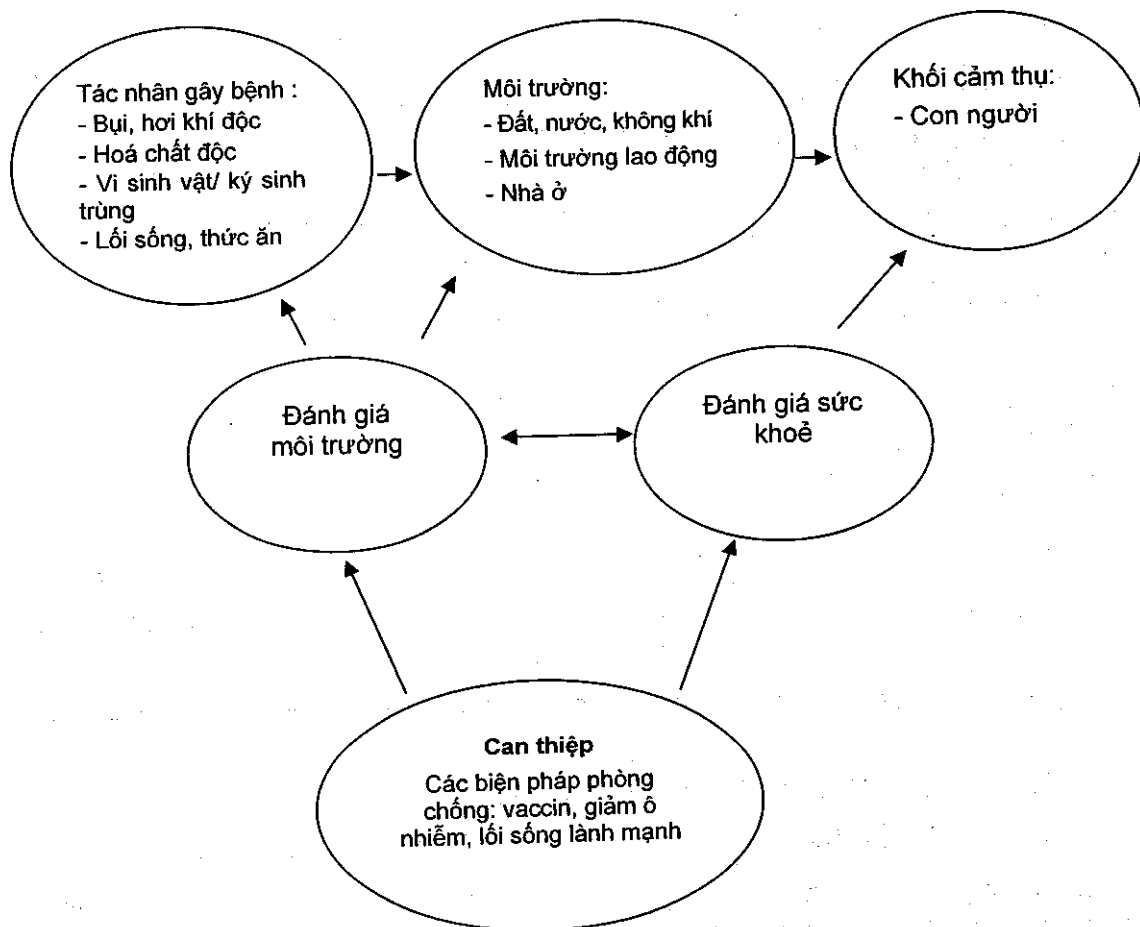 Tác nhân gây bệnh :
- Bụi, hơi khí độc
- Hoá chất độc
- Vi sinh vật/ ký sinh
trùng
- Lối sống, thức ăn
Môi trường:
- Đất, nước, không khí
- Môi trường lao động
- Nhà ở
Khối cảm thụ:
- Con người
Đánh giá
môi trường
Đánh giá sức
khoẻ
Can thiệp
Các biện pháp phòng
chống: vaccin, giảm ô
nhiễm, lối sống lành mạnh